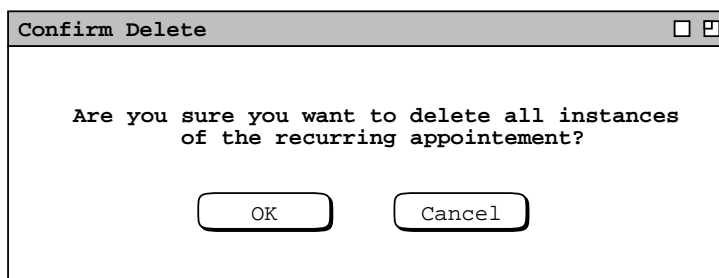 Confirm Delete
Are you sure you want to delete all instances
of the recurring appointement?
OK
Cancel